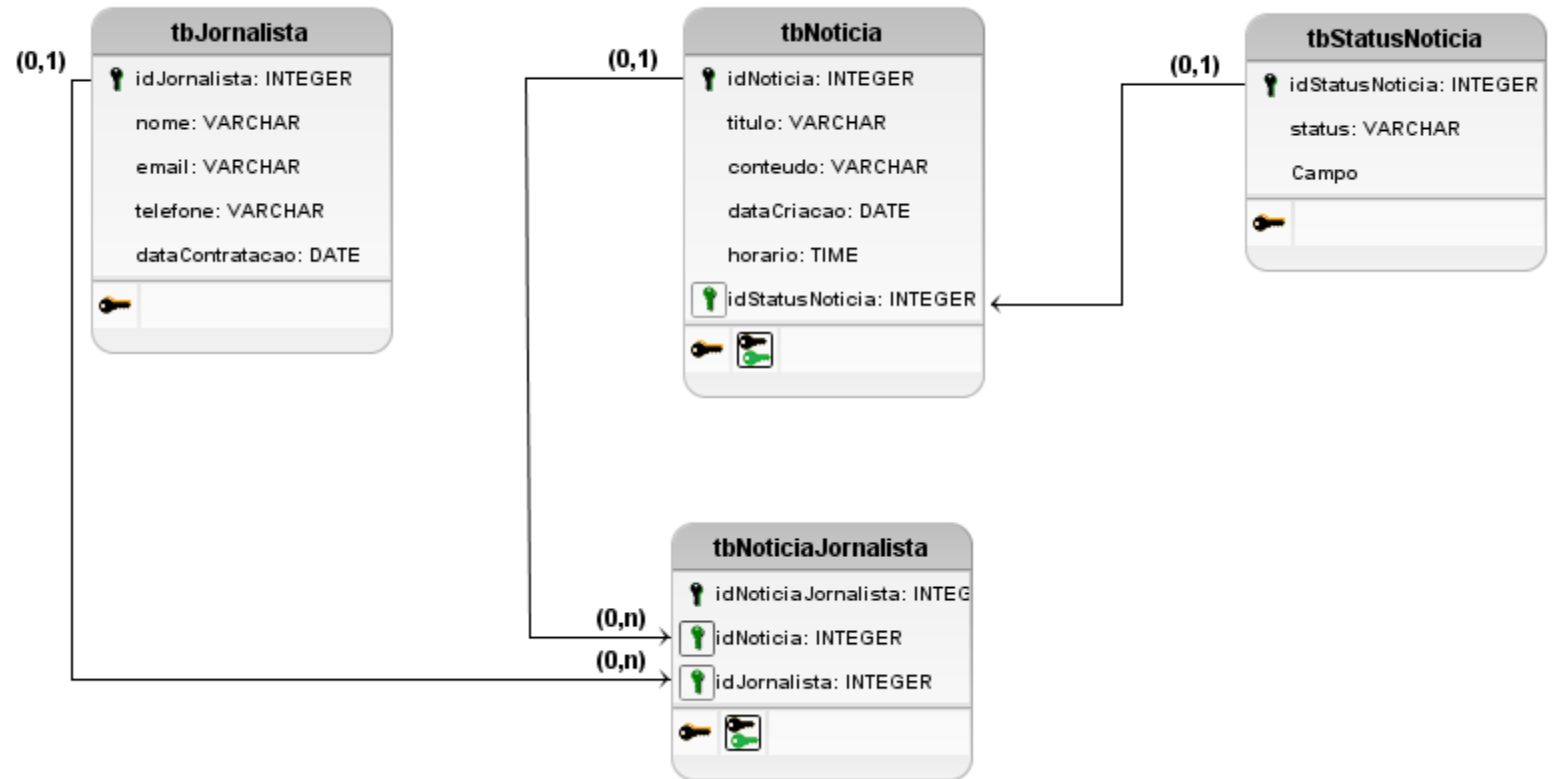 tbJornalista
(0,1)
idJornalista: INTEGER
nome: VARCHAR
email: VARCHAR
telefone: VARCHAR
dataContratacao: DATE
tbNoticia
(0,1)
idNoticia: INTEGER
titulo: VARCHAR
conteudo: VARCHAR
dataCriacao: DATE
horario: TIME
idStatusNoticia: INTEGER
tbStatusNoticia
(0,1)
idStatusNoticia: INTEGER
status: VARCHAR
Campo
tbNoticiaJornalista
idNoticiaJornalista: INTEG
(0,n)
idNoticia: INTEGER
(0,n)
idJornalista: INTEGER